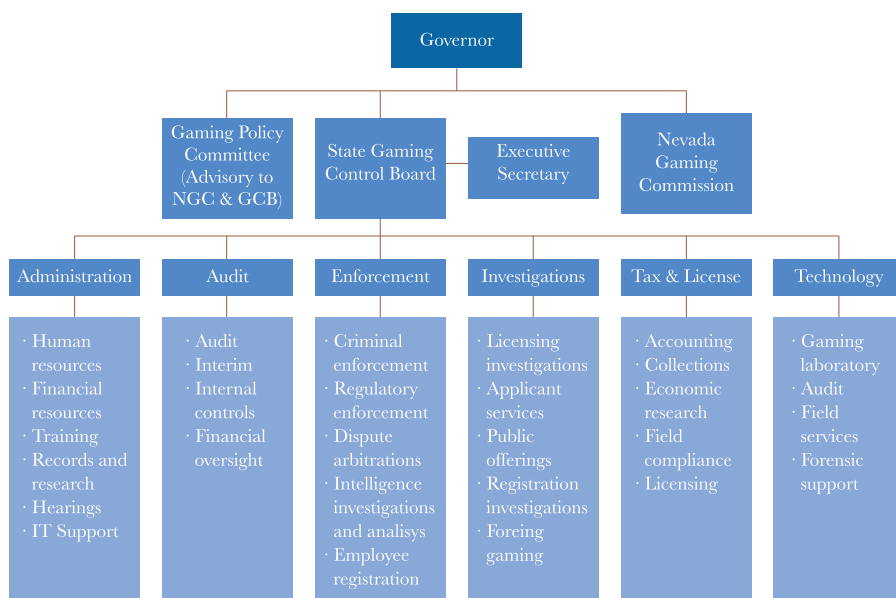 Governor
Gaming Policy
Committee
(Advisory to
NGC & GCB)
State Gaming
Control Board
Executive
Secretary
Nevada
Gaming
Commission
Administration
Audit
Enforcement
Investigations
Tax & License
Technology
· Human
resources
· Financial
resources
· Training
· Records and
research
· Hearings
· IT Support
· Audit
· Interim
· Internal
controls
· Financial
oversight
· Criminal
enforcement
· Regulatory
enforcement
· Dispute
arbitrations
· Intelligence
investigations
and analisys
· Employee
registration
· Licensing
investigations
· Applicant
services
· Public
offerings
· Registration
investigations
· Foreing
gaming
· Accounting
· Collections
· Economic
research
· Field
compliance
· Licensing
· Gaming
laboratory
· Audit
· Field
services
· Forensic
support